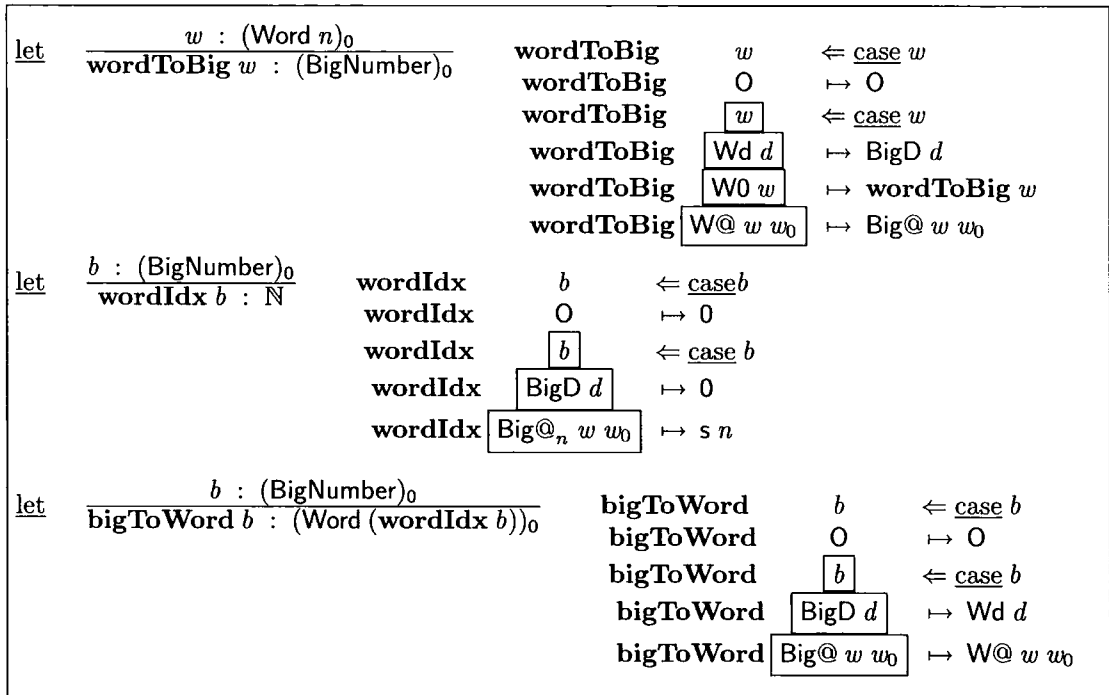 let w : (Word n)₀ / wordToBig w : (BigNumber)₀ wordToBig w ⇐ case w
wordToBig O ↦ O
wordToBig w ⇐ case w
wordToBig Wd d ↦ BigD d
wordToBig W0 w ↦ wordToBig w
wordToBig W@ w w₀ ↦ Big@ w w₀
let b : (BigNumber)₀ / wordIdx b : ℕ wordIdx b ⇐ caseb
wordIdx O ↦ 0
wordIdx b ⇐ case b
wordIdx BigD d ↦ 0
wordIdx Big@ₙ w w₀ ↦ s n
let b : (BigNumber)₀ / bigToWord b : (Word (wordIdx b))₀ bigToWord b ⇐ case b
bigToWord O ↦ O
bigToWord b ⇐ case b
bigToWord BigD d ↦ Wd d
bigToWord Big@ w w₀ ↦ W@ w w₀